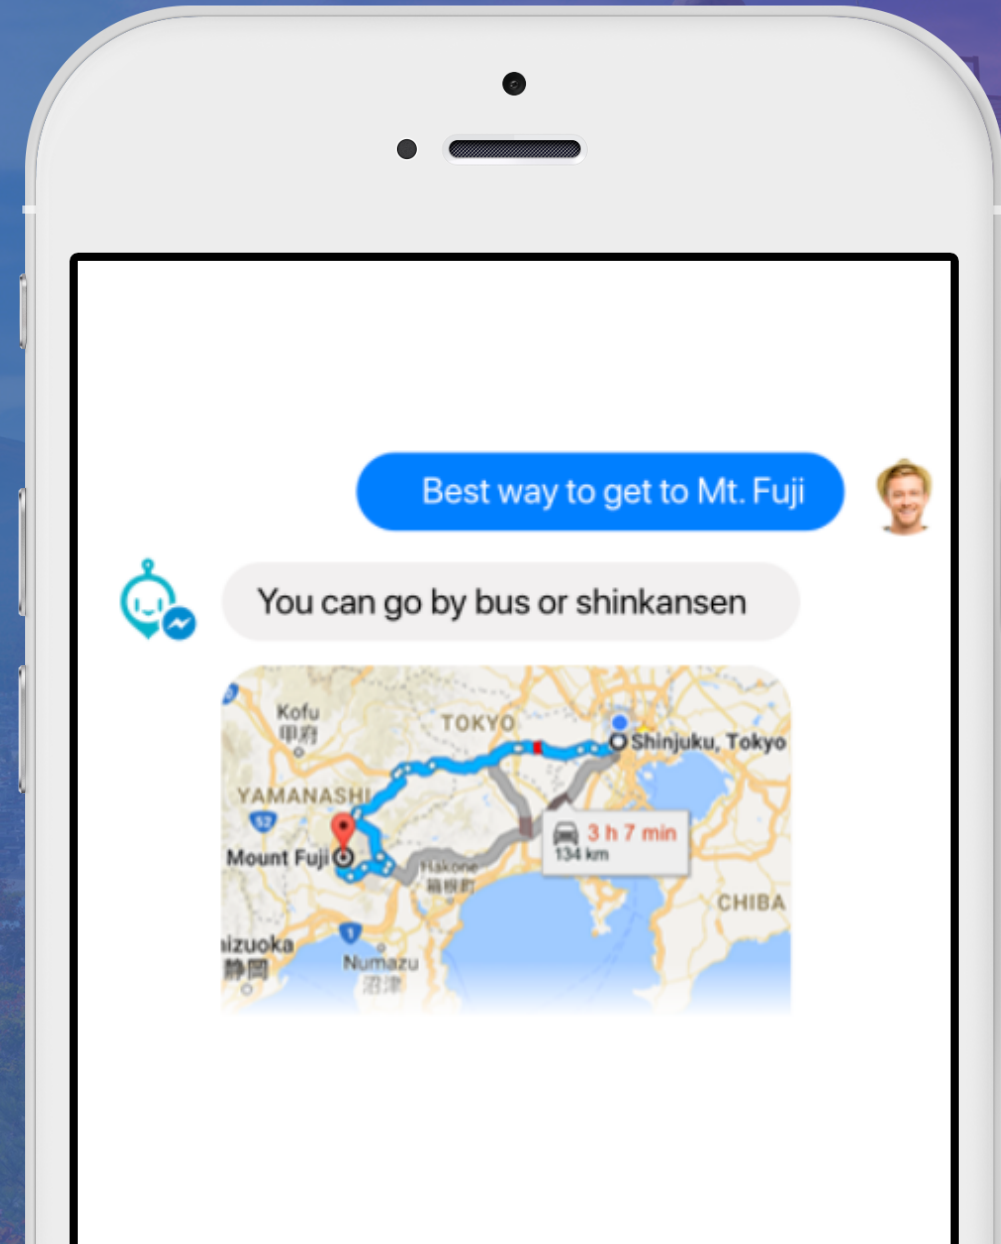 Best way to get to Mt. Fuji
You can go by bus or shinkansen
Kofu
甲府
TOKYO
Shinjuku, Tokyo
YAMANASHI
52
3 h 7 min
134 km
Mount Fuji
Hakone
箱根町
CHIBA
1
izuoka
静岡
Numazu
沼津